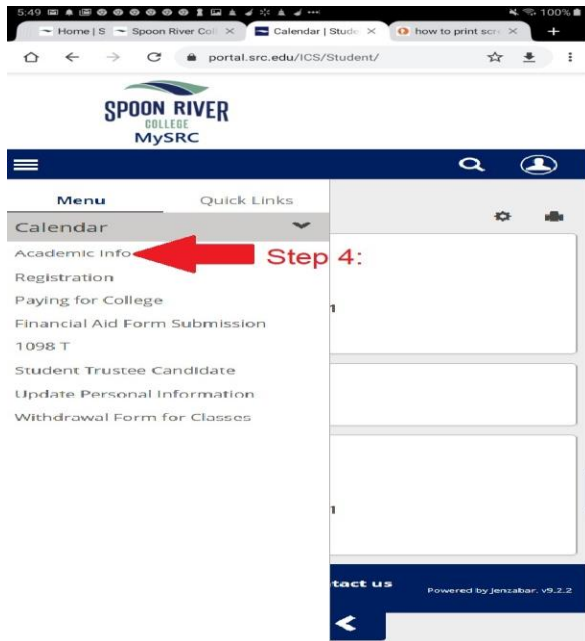 5:49 100%
Home | S Spoon River Coll Calendar | Stude how to print scre
portal.src.edu/ICS/Student/
SPOON RIVER
COLLEGE
MySRC
Menu Quick Links
Calendar
Academic Info
Step 4:
Registration
Paying for College
Financial Aid Form Submission
1098 T
Student Trustee Candidate
Update Personal Information
Withdrawal Form for Classes
tact us
Powered by Jenzabar. v9.2.2